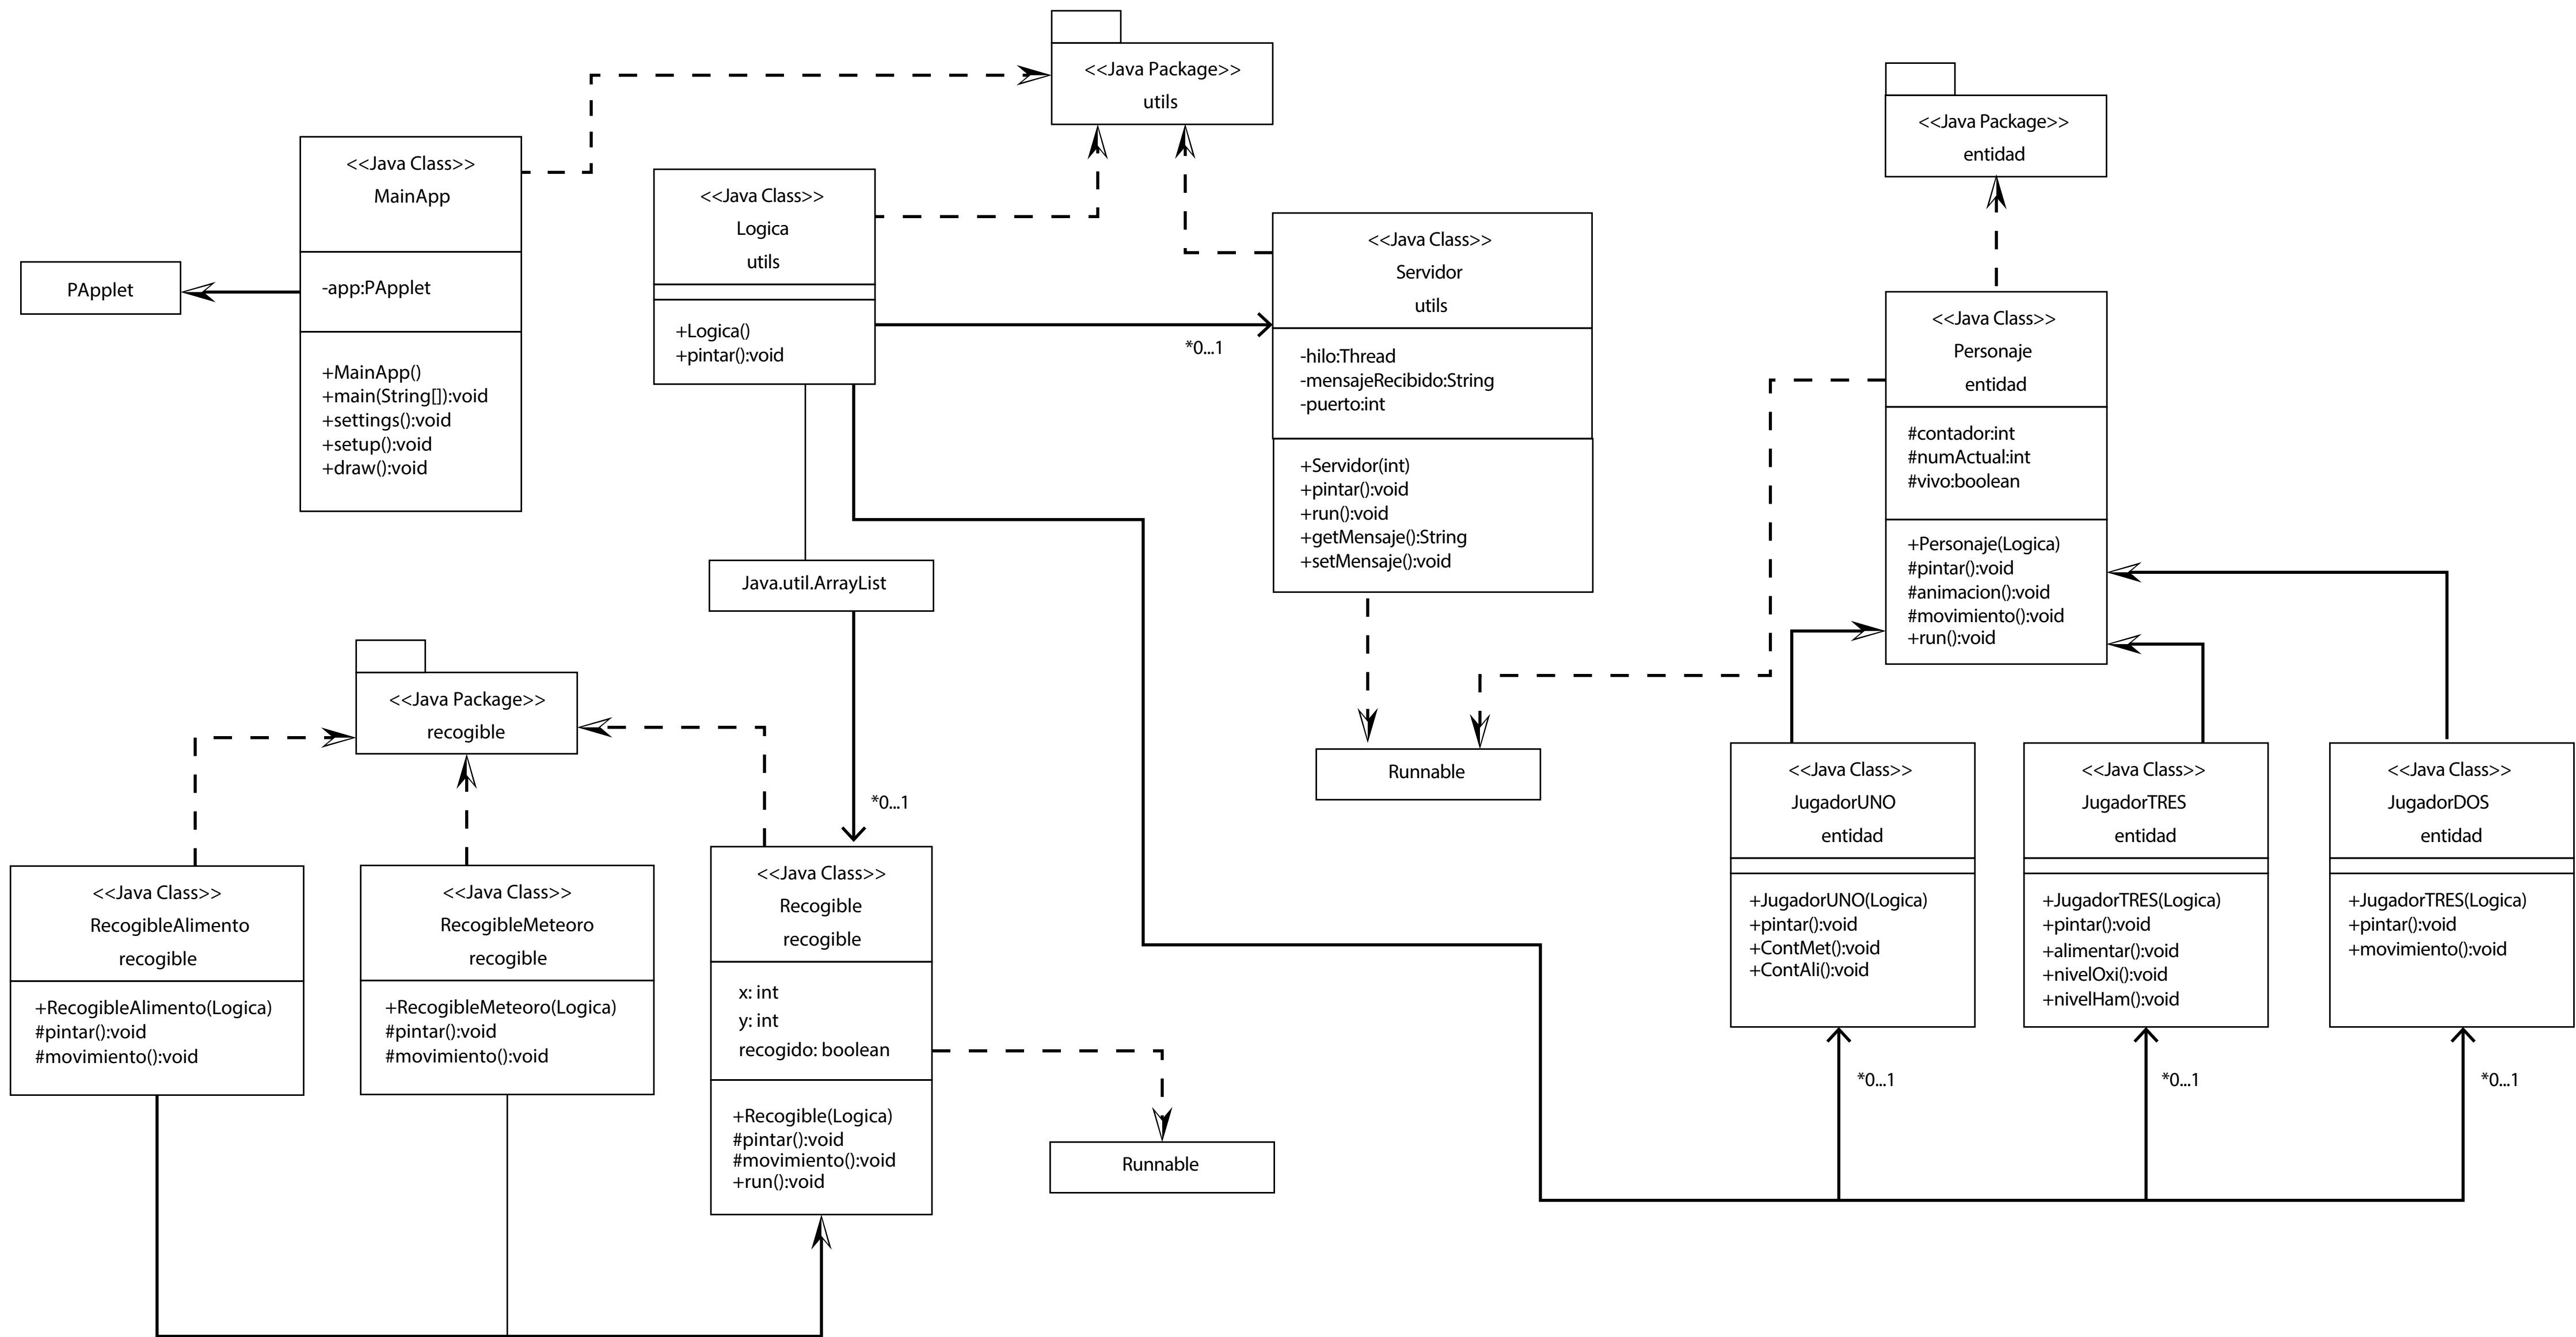 <<Java Package>>
utils
<<Java Package>>
entidad
<<Java Class>>
MainApp
-app:PApplet
+MainApp()
+main(String[]):void
+settings():void
+setup():void
+draw():void
PApplet
<<Java Class>>
Logica
utils
+Logica()
+pintar():void
*0...1
<<Java Class>>
Servidor
utils
-hilo:Thread
-mensajeRecibido:String
-puerto:int
+Servidor(int)
+pintar():void
+run():void
+getMensaje():String
+setMensaje():void
<<Java Class>>
Personaje
entidad
#contador:int
#numActual:int
#vivo:boolean
+Personaje(Logica)
#pintar():void
#animacion():void
#movimiento():void
+run():void
Java.util.ArrayList
<<Java Package>>
recogible
*0...1
Runnable
<<Java Class>>
JugadorUNO
entidad
+JugadorUNO(Logica)
+pintar():void
+ContMet():void
+ContAli():void
<<Java Class>>
JugadorTRES
entidad
+JugadorTRES(Logica)
+pintar():void
+alimentar():void
+nivelOxi():void
+nivelHam():void
<<Java Class>>
JugadorDOS
entidad
+JugadorTRES(Logica)
+pintar():void
+movimiento():void
<<Java Class>>
RecogibleAlimento
recogible
+RecogibleAlimento(Logica)
#pintar():void
#movimiento():void
<<Java Class>>
RecogibleMeteoro
recogible
+RecogibleMeteoro(Logica)
#pintar():void
#movimiento():void
<<Java Class>>
Recogible
recogible
x: int
y: int
recogido: boolean
+Recogible(Logica)
#pintar():void
#movimiento():void
+run():void
Runnable
*0...1
*0...1
*0...1